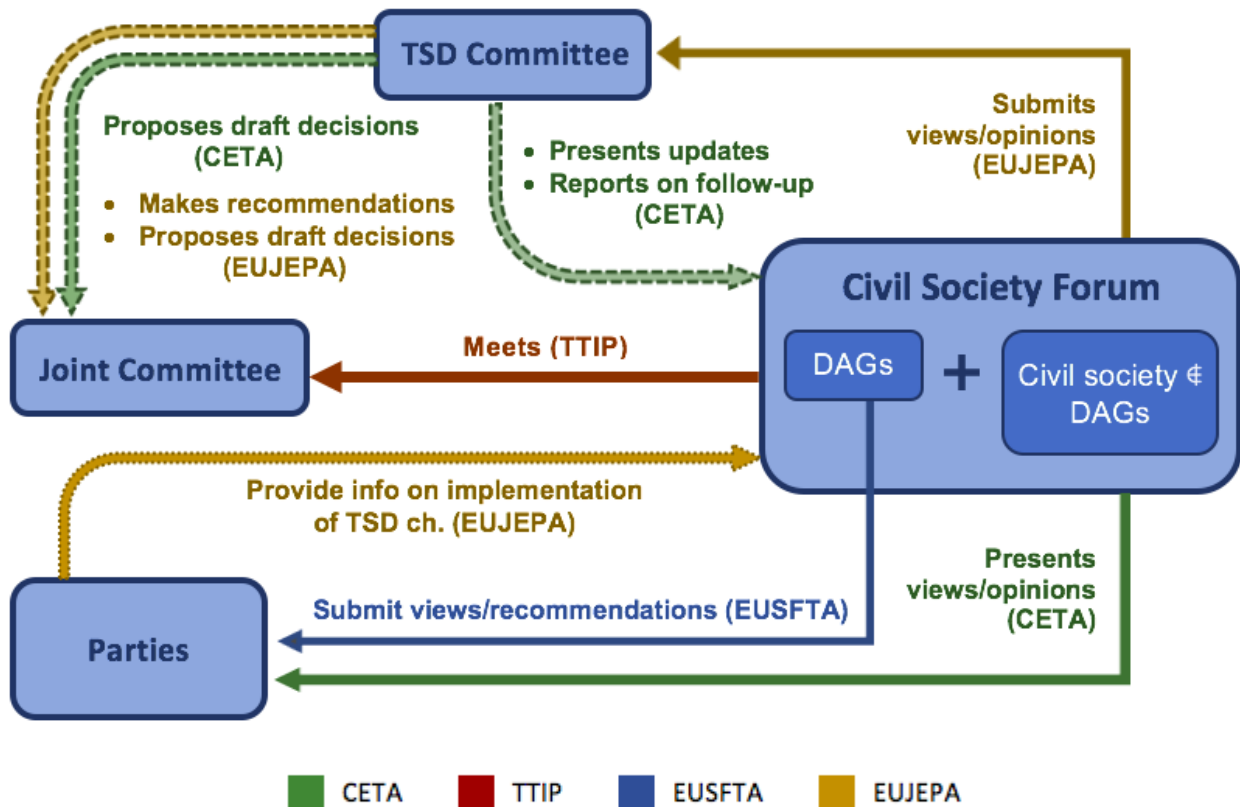 TSD Committee
Proposes draft decisions
(CETA)
• Makes recommendations
• Proposes draft decisions
(EUJEPA)
• Presents updates
• Reports on follow-up
(CETA)
Submits
views/opinions
(EUJEPA)
Civil Society Forum
DAGs
+
Civil society ⊄
DAGs
Joint Committee
Meets (TTIP)
Provide info on implementation
of TSD ch. (EUJEPA)
Submit views/recommendations (EUSFTA)
Presents
views/opinions
(CETA)
Parties
CETA
TTIP
EUSFTA
EUJEPA